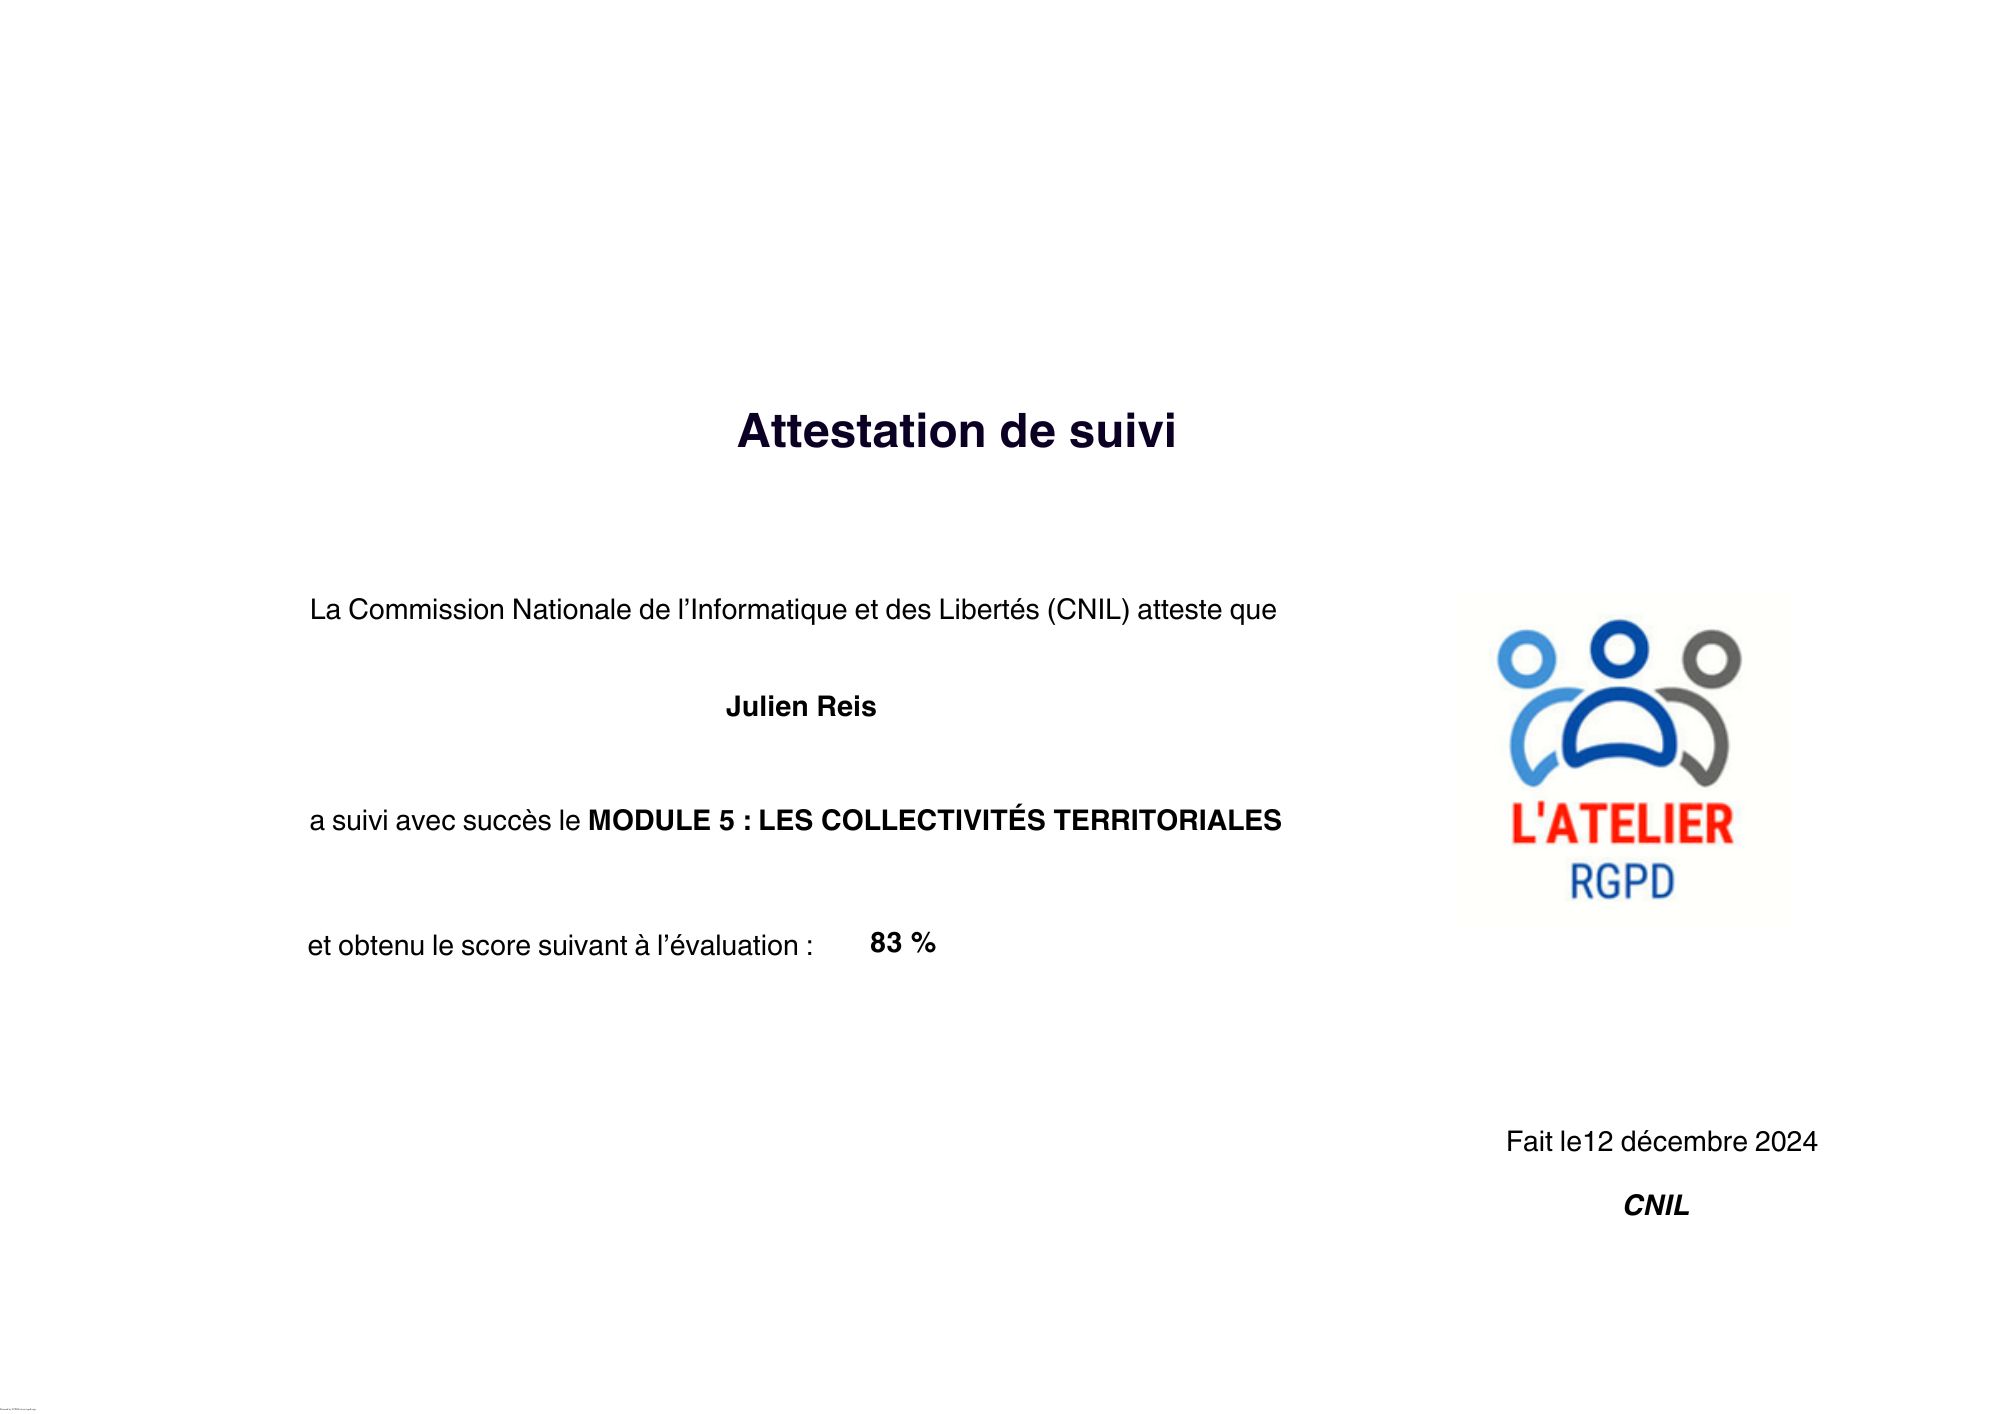 Attestation de suivi
La Commission Nationale de l’Informatique et des Libertés (CNIL) atteste que
Julien Reis
a suivi avec succès le MODULE 5 : LES COLLECTIVITÉS TERRITORIALES
et obtenu le score suivant à l’évaluation : 83 %
L'ATELIER
RGPD
Fait le12 décembre 2024
CNIL